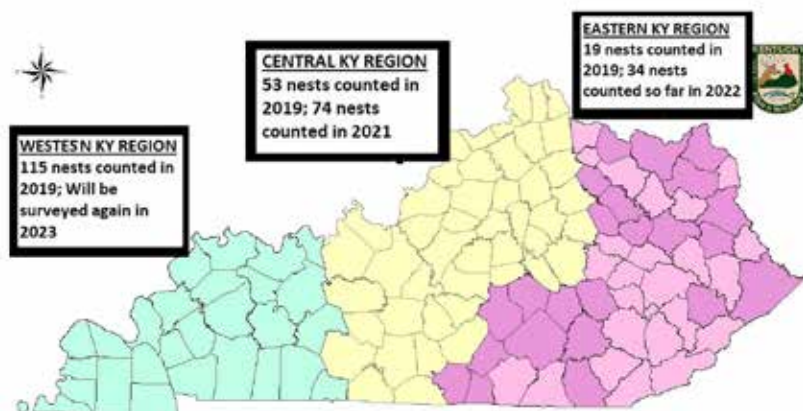 EASTERN KY REGION
19 nests counted in
2019; 34 nests
counted so far in 2022
CENTRAL KY REGION
53 nests counted in
2019; 74 nests
counted in 2021
WESTESN KY REGION
115 nests counted in
2019; Will be
surveyed again in
2023
KENTUCKY